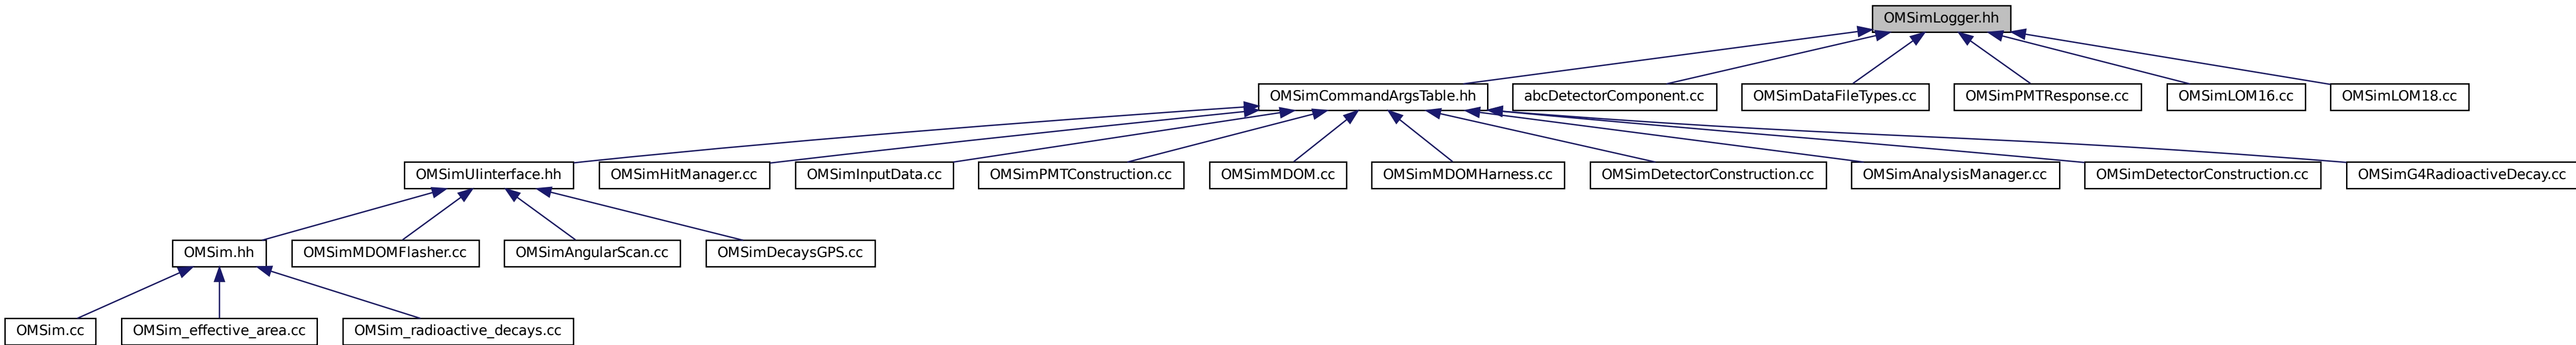 OMSimLogger.hh
OMSimCommandArgsTable.hh
abcDetectorComponent.cc
OMSimDataFileTypes.cc
OMSimPMTResponse.cc
OMSimLOM16.cc
OMSimLOM18.cc
OMSimUIinterface.hh
OMSimHitManager.cc
OMSimInputData.cc
OMSimPMTConstruction.cc
OMSimMDOM.cc
OMSimMDOMHarness.cc
OMSimDetectorConstruction.cc
OMSimAnalysisManager.cc
OMSimDetectorConstruction.cc
OMSimG4RadioactiveDecay.cc
OMSim.hh
OMSimMDOMFlasher.cc
OMSimAngularScan.cc
OMSimDecaysGPS.cc
OMSim.cc
OMSim_effective_area.cc
OMSim_radioactive_decays.cc